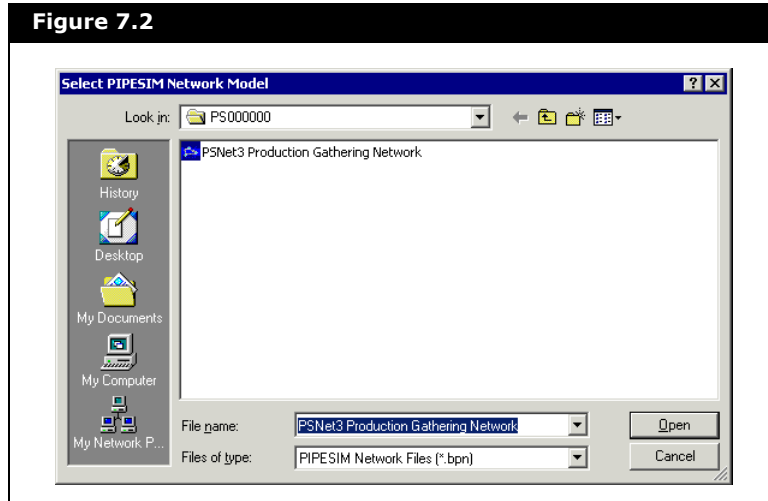 Figure 7.2
Select PIPESIM Network Model
Look in: PS000000
PSNet3 Production Gathering Network
History
Desktop
My Documents
My Computer
My Network P...
File name: PSNet3 Production Gathering Network Open
Files of type: PIPESIM Network Files (*.bpn) Cancel